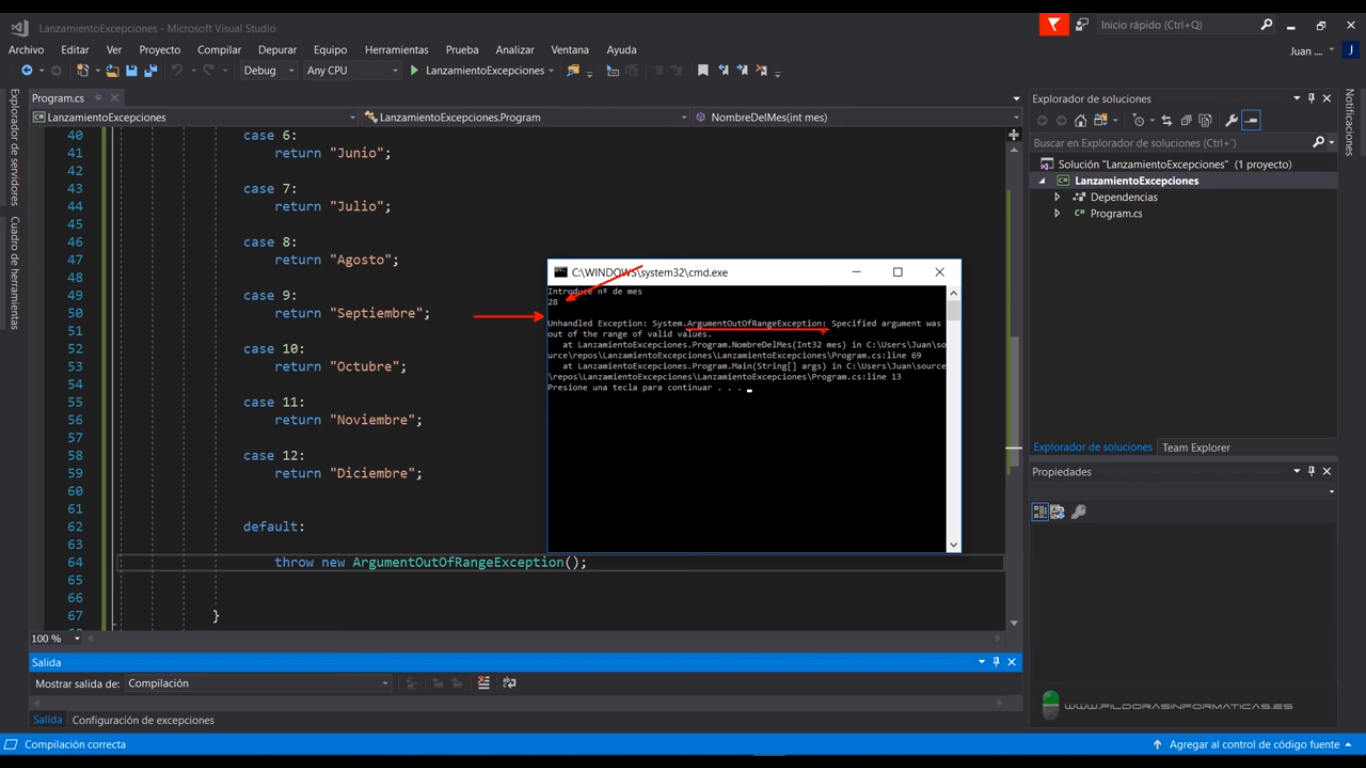 LanzamientoExcepciones - Microsoft Visual Studio
Inicio rápido (Ctrl+Q)
Archivo Editar Ver Proyecto Compilar Depurar Equipo Herramientas Prueba Analizar Ventana Ayuda
Juan ....
J
Debug
Any CPU
LanzamientoExcepciones
Explorador de servidores
Cuadro de herramientas
Program.cs
LanzamientoExcepciones
LanzamientoExcepciones.Program
NombreDelMes(int mes)
40 case 6:
41 return "Junio";
42
43 case 7:
44 return "Julio";
45
46 case 8:
47 return "Agosto";
48
49 case 9:
50 return "Septiembre";
51
52 case 10:
53 return "Octubre";
54
55 case 11:
56 return "Noviembre";
57
58 case 12:
59 return "Diciembre";
60
61
62 default:
63
64 throw new ArgumentOutOfRangeException();
65
66
67 }
100 %
C:\WINDOWS\system32\cmd.exe
Introduce nº de mes
28
Unhandled Exception: System.ArgumentOutOfRangeException: Specified argument was
out of the range of valid values.
at LanzamientoExcepciones.Program.NombreDelMes(Int32 mes) in C:\Users\Juan\so
urce\repos\LanzamientoExcepciones\LanzamientoExcepciones\Program.cs:line 69
at LanzamientoExcepciones.Program.Main(String[] args) in C:\Users\Juan\source
\repos\LanzamientoExcepciones\LanzamientoExcepciones\Program.cs:line 13
Presione una tecla para continuar . . .
Explorador de soluciones
Buscar en Explorador de soluciones (Ctrl+¨)
Solución "LanzamientoExcepciones" (1 proyecto)
LanzamientoExcepciones
Dependencias
Program.cs
Explorador de soluciones
Team Explorer
Propiedades
Notificaciones
WWW.PILDORASINFORMATICAS.ES
Salida
Mostrar salida de: Compilación
Salida
Configuración de excepciones
Compilación correcta
Agregar al control de código fuente